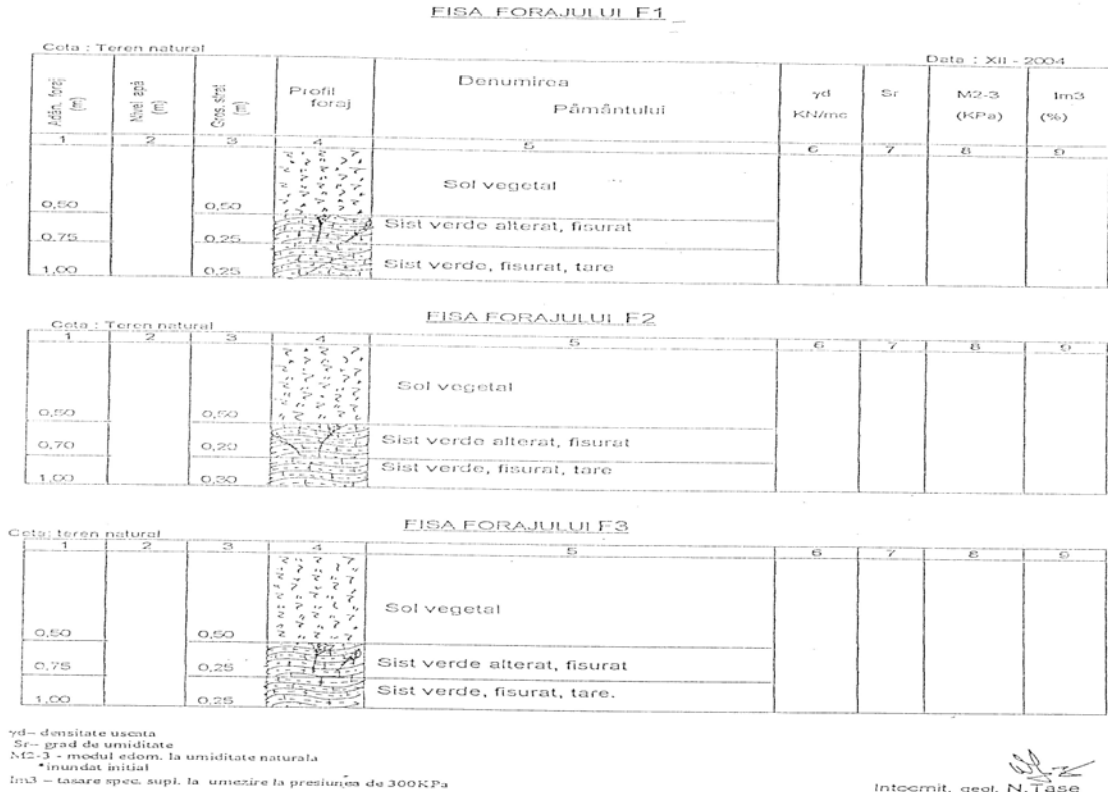 FISA FORAJULUI F1
Cota : Teren natural
Data : XII - 2004
Adân. foraj (m)
Nivel apa (m)
Gros. strat (m)
Profil foraj
Denumirea Pământului
γd KN/mc
Sr
M2-3 (KPa)
Im3 (%)
1 2 3 4 5 6 7 8 9
Sol vegetal
0,50 0,50
Sist verde alterat, fisurat
0,75 0,25
Sist verde, fisurat, tare
1,00 0,25
FISA FORAJULUI F2
Cota : Teren natural
1 2 3 4 5 6 7 8 9
Sol vegetal
0,50 0,50
Sist verde alterat, fisurat
0,70 0,20
Sist verde, fisurat, tare
1,00 0,30
FISA FORAJULUI F3
Cota: teren natural
1 2 3 4 5 6 7 8 9
Sol vegetal
0,50 0,50
Sist verde alterat, fisurat
0,75 0,25
Sist verde, fisurat, tare.
1,00 0,25
γd– densitate uscata
Sr– grad de umiditate
M2-3 - modul edom. la umiditate naturala
*inundat initial
Im3 – tasare spec. supl. la umezire la presiunea de 300KPa
Intocmit, geol. N.Tase